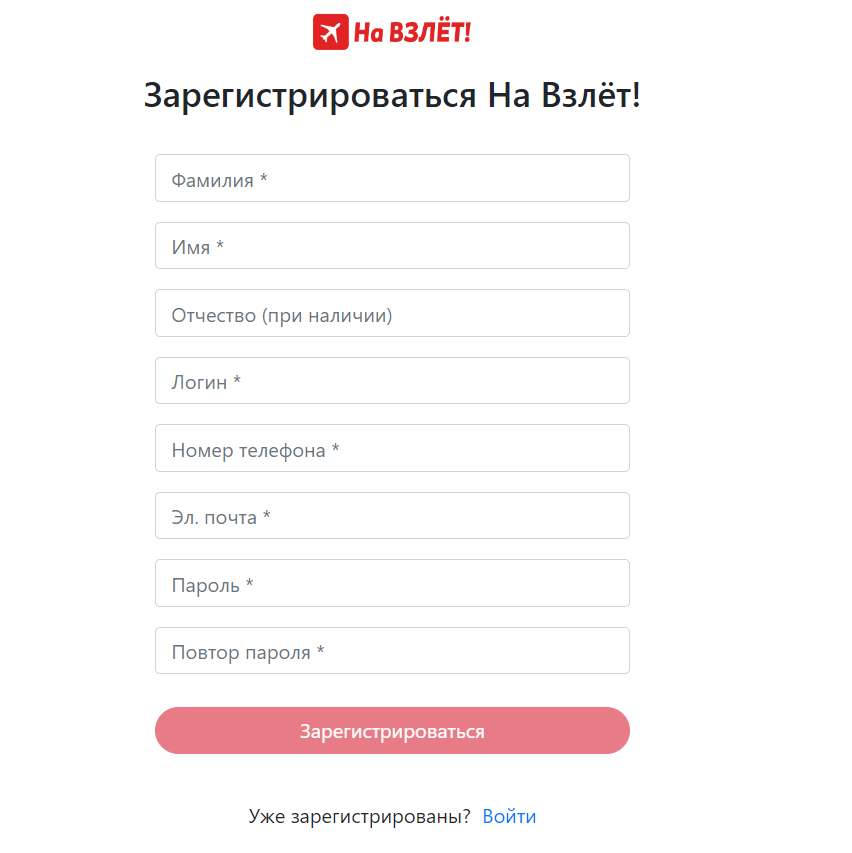 На ВЗЛЁТ!
Зарегистрироваться На Взлёт!
Фамилия *
Имя *
Отчество (при наличии)
Логин *
Номер телефона *
Эл. почта *
Пароль *
Повтор пароля *
Зарегистрироваться
Уже зарегистрированы? Войти